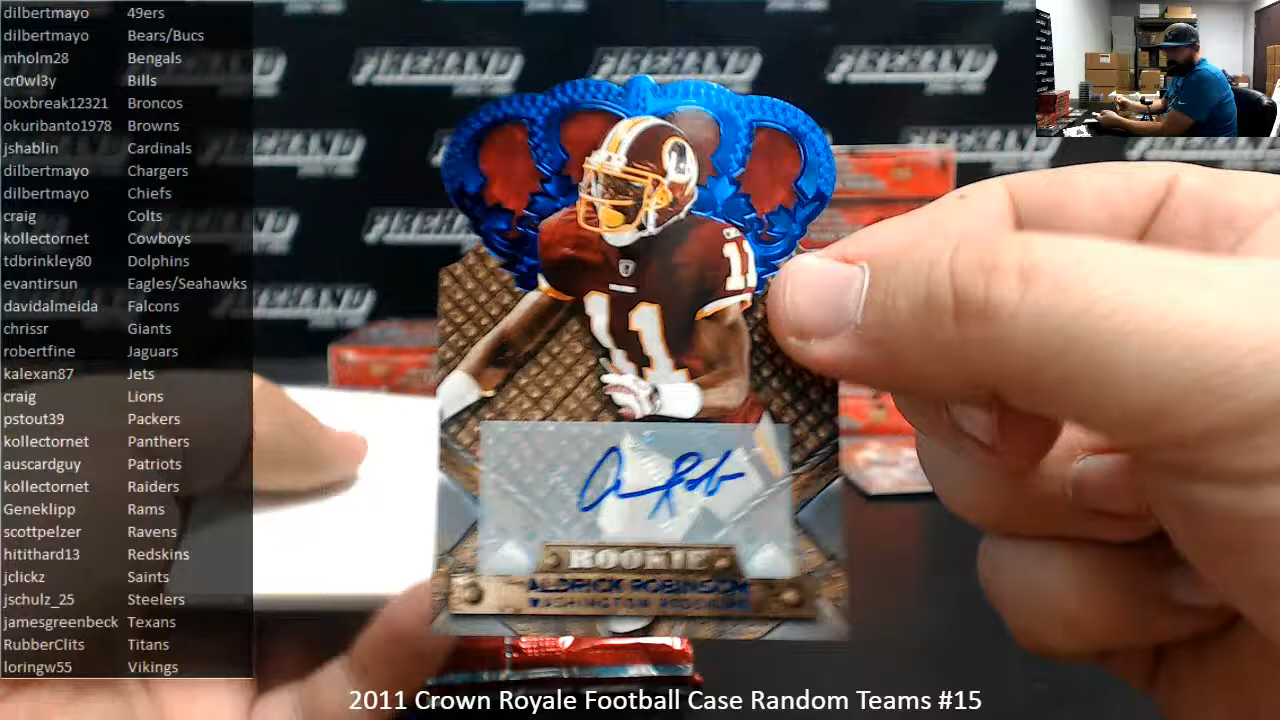 dilbertmayo 49ers
dilbertmayo Bears/Bucs
mholm28 Bengals
cr0wl3y Bills
boxbreak12321 Broncos
okuribanto1978 Browns
jshablin Cardinals
dilbertmayo Chargers
dilbertmayo Chiefs
craig Colts
kollectornet Cowboys
tdbrinkley80 Dolphins
evantirsun Eagles/Seahawks
davidalmeida Falcons
chrissr Giants
robertfine Jaguars
kalexan87 Jets
craig Lions
pstout39 Packers
kollectornet Panthers
auscardguy Patriots
kollectornet Raiders
Geneklipp Rams
scottpelzer Ravens
hitithard13 Redskins
jclickz Saints
jschulz_25 Steelers
jamesgreenbeck Texans
RubberClits Titans
loringw55 Vikings
FIREHAND FIREHAND FIREHAND
11
11
ROOKIE
ALDRICK ROBINSON
WASHINGTON REDSKINS
2011 Crown Royale Football Case Random Teams #15